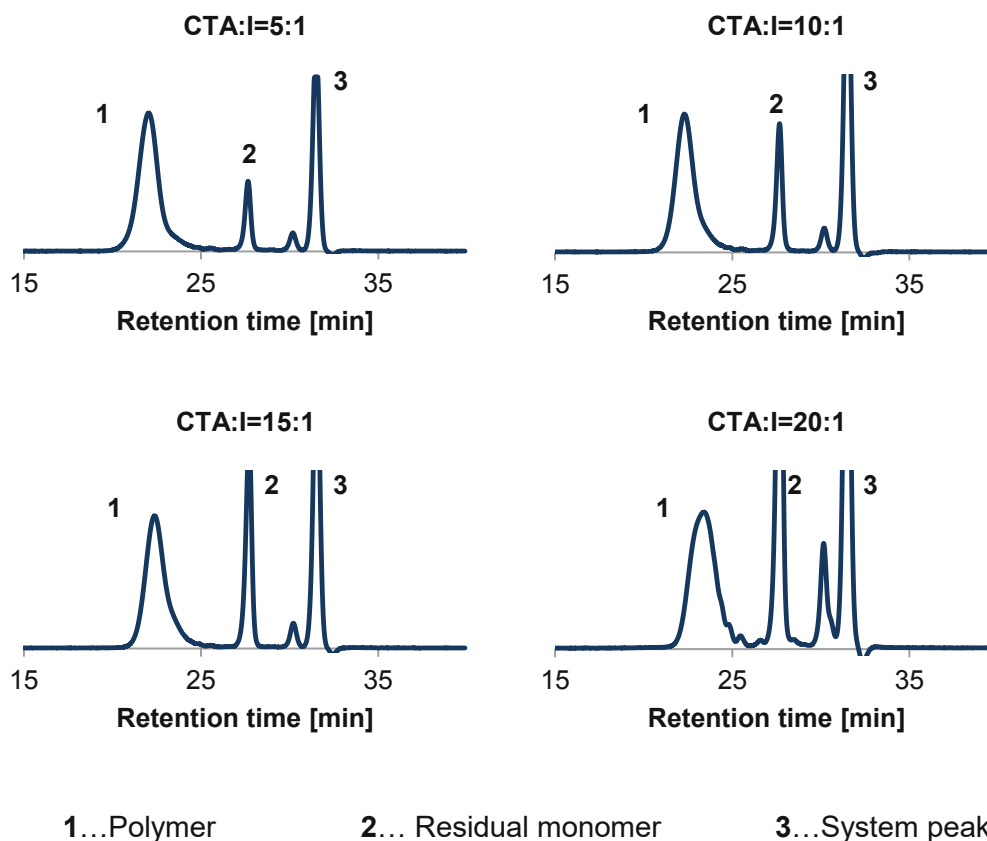 CTA:I=5:1
CTA:I=10:1
1
2
3
1
2
3
15
25
35
15
25
35
Retention time [min]
Retention time [min]
CTA:I=15:1
CTA:I=20:1
1
2
3
1
2
3
15
25
35
15
25
35
Retention time [min]
Retention time [min]
1…Polymer
2… Residual monomer
3…System peak